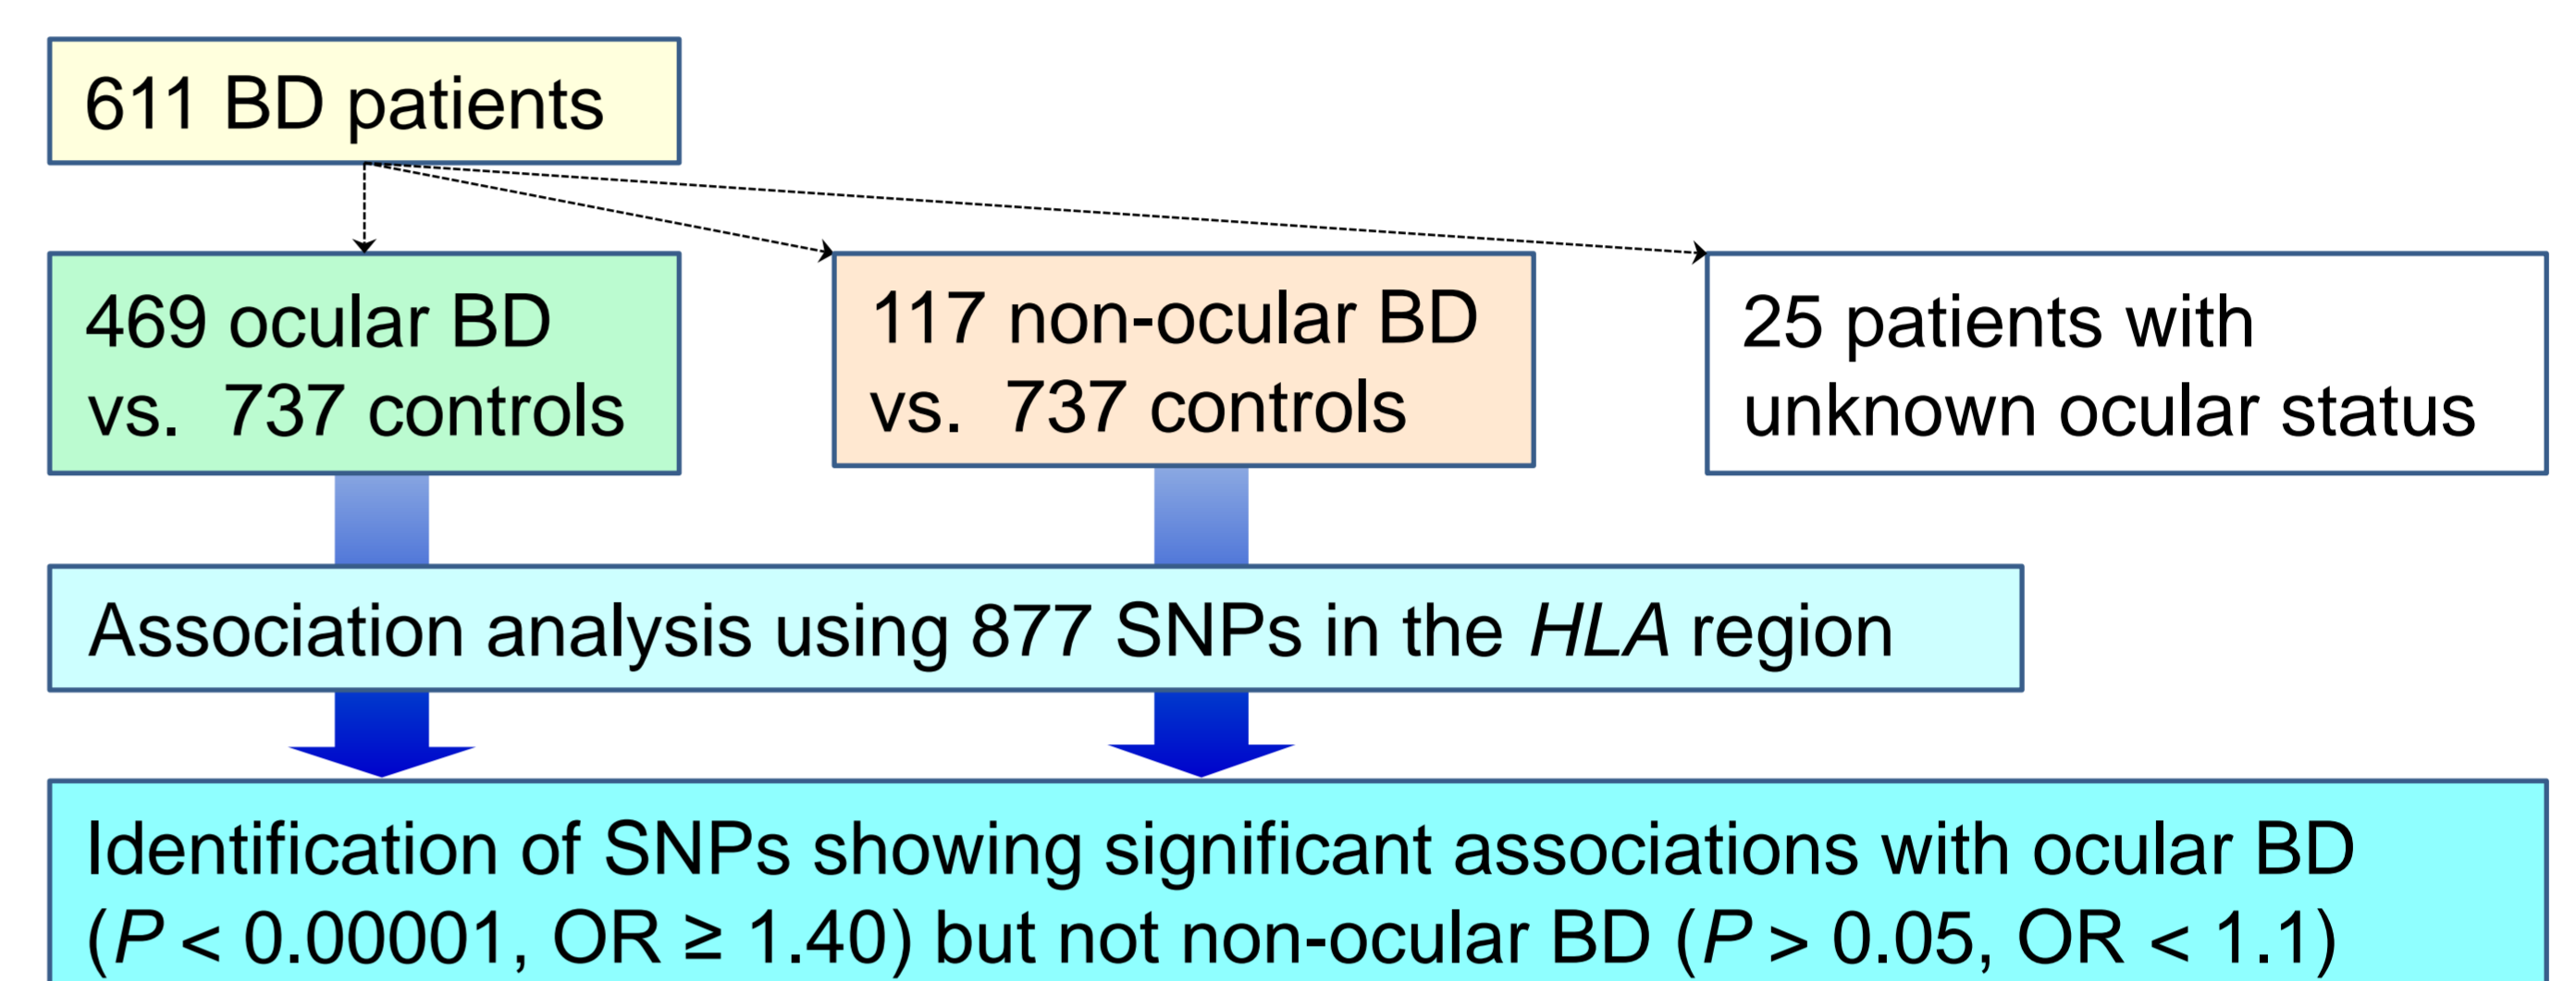 611 BD patients
469 ocular BD
vs. 737 controls
117 non-ocular BD
vs. 737 controls
25 patients with
unknown ocular status
Association analysis using 877 SNPs in the HLA region
Identification of SNPs showing significant associations with ocular BD
(P < 0.00001, OR ≥ 1.40) but not non-ocular BD (P > 0.05, OR < 1.1)